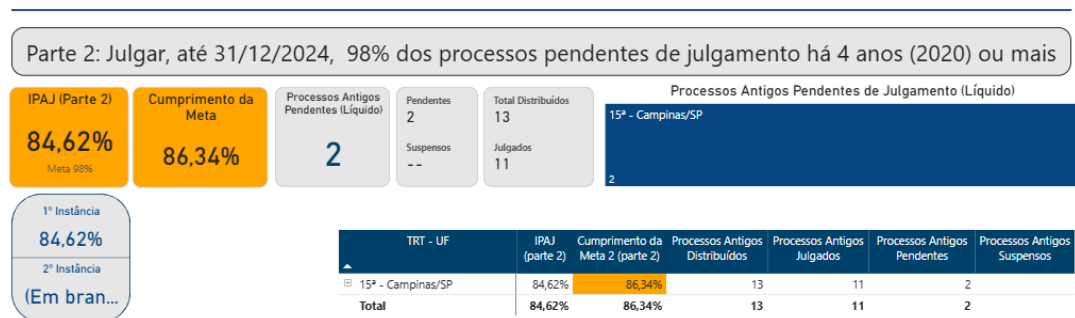 Parte 2: Julgar, até 31/12/2024, 98% dos processos pendentes de julgamento há 4 anos (2020) ou mais
IPAJ (Parte 2)
84,62%
Meta 98%
Cumprimento da
Meta
86,34%
Processos Antigos
Pendentes (Líquido)
2
Pendentes
2
Suspensos
--
Total Distribuídos
13
Julgados
11
Processos Antigos Pendentes de Julgamento (Líquido)
15ª - Campinas/SP
2
1º Instância
84,62%
2º Instância
(Em bran...
TRT - UF IPAJ (parte 2) Cumprimento da Meta 2 (parte 2) Processos Antigos Distribuídos Processos Antigos Julgados Processos Antigos Pendentes Processos Antigos Suspensos
15ª - Campinas/SP 84,62% 86,34% 13 11 2
Total 84,62% 86,34% 13 11 2